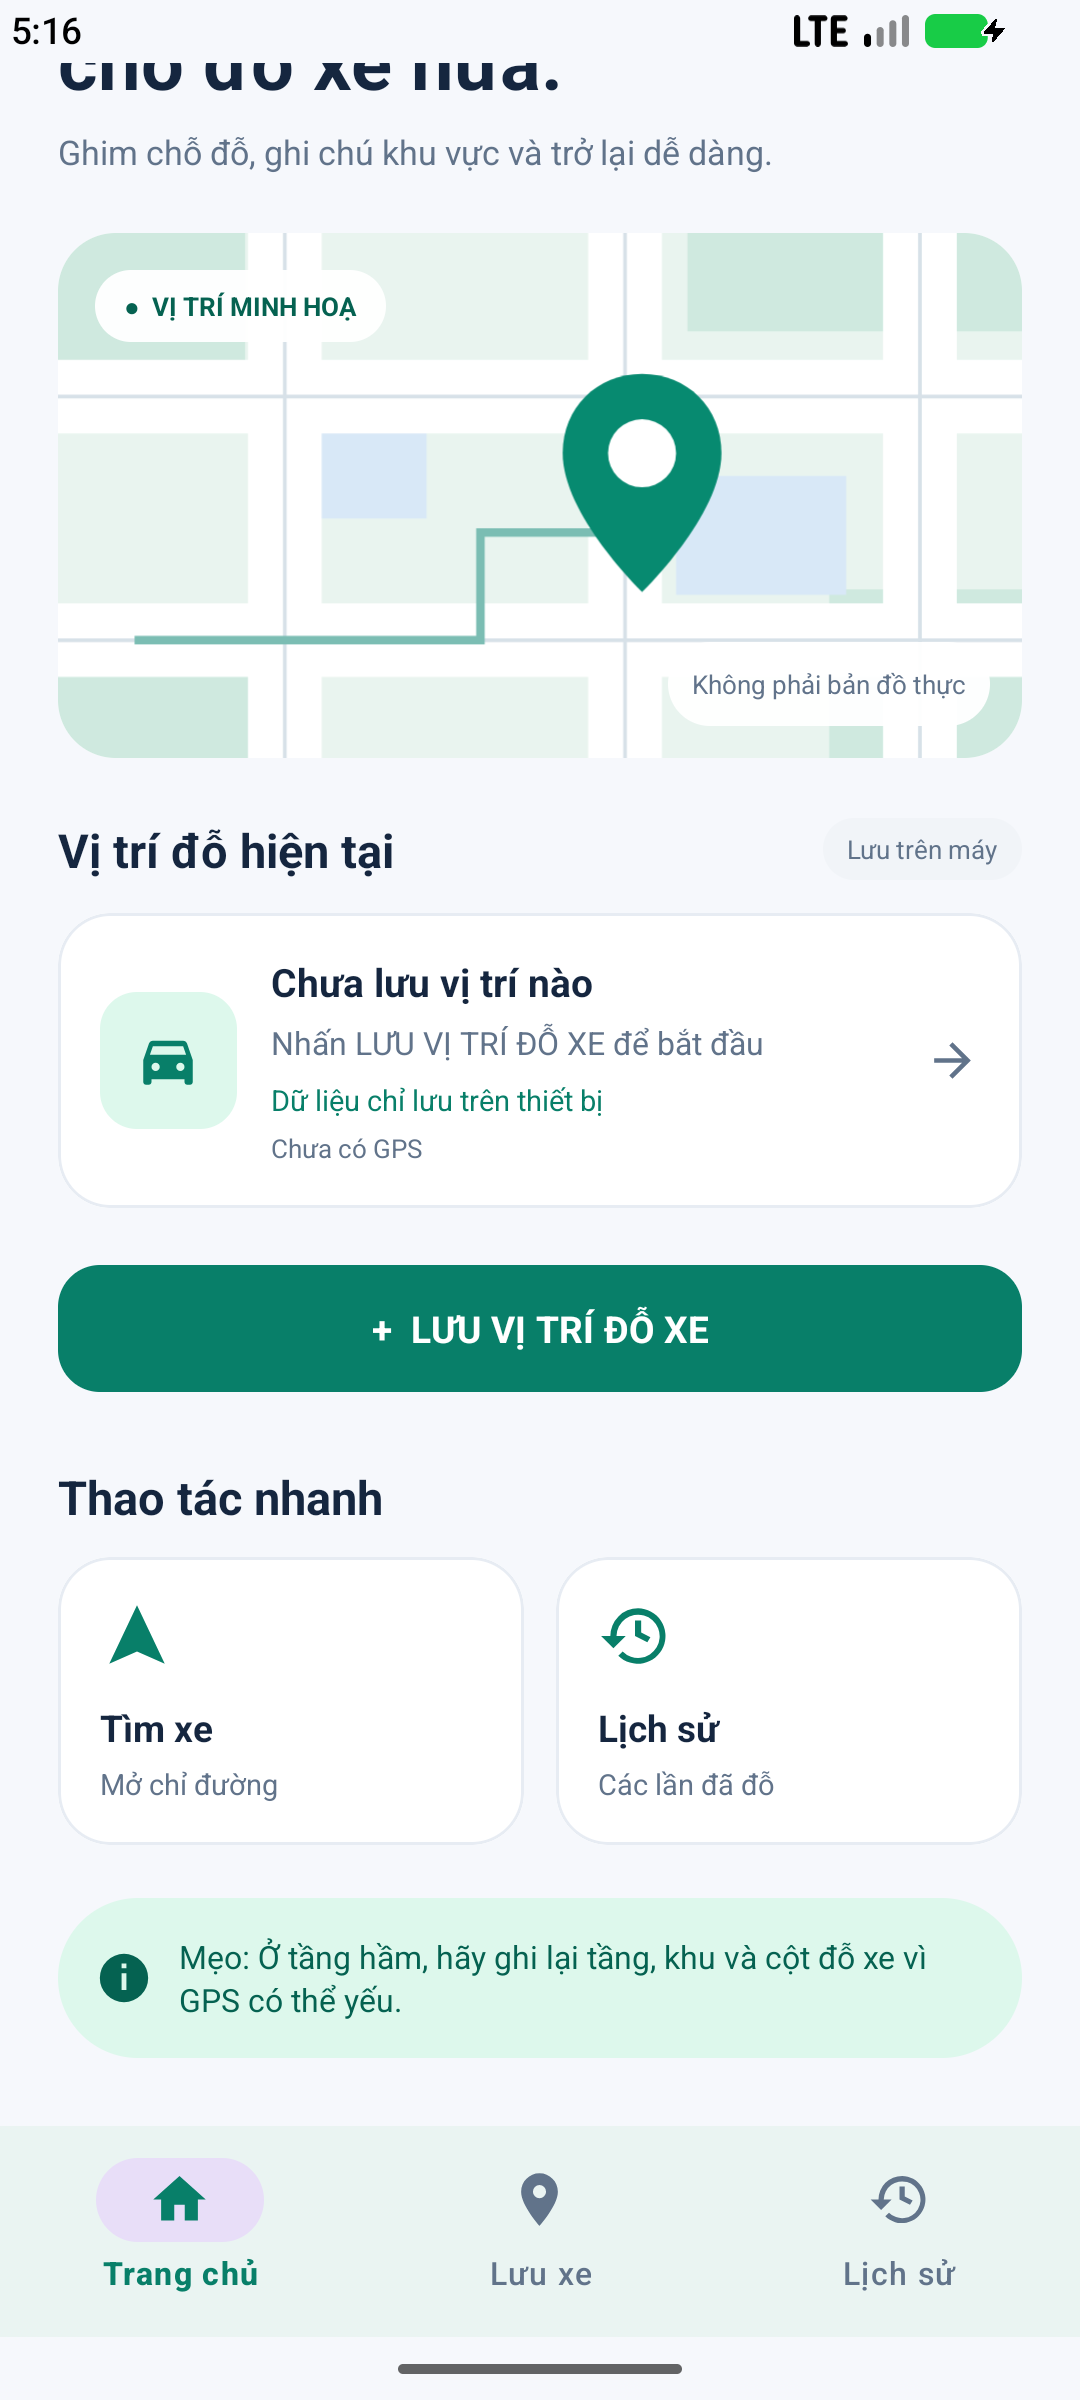 5:16
LTE
Ghim chỗ đỗ, ghi chú khu vực và trở lại dễ dàng.
VỊ TRÍ MINH HOẠ
Không phải bản đồ thực
Vị trí đỗ hiện tại
Lưu trên máy
Chưa lưu vị trí nào
Nhấn LƯU VỊ TRÍ ĐỖ XE để bắt đầu
Dữ liệu chỉ lưu trên thiết bị
Chưa có GPS
+ LƯU VỊ TRÍ ĐỖ XE
Thao tác nhanh
Tìm xe
Mở chỉ đường
Lịch sử
Các lần đã đỗ
Mẹo: Ở tầng hầm, hãy ghi lại tầng, khu và cột đỗ xe vì
GPS có thể yếu.
Trang chủ
Lưu xe
Lịch sử